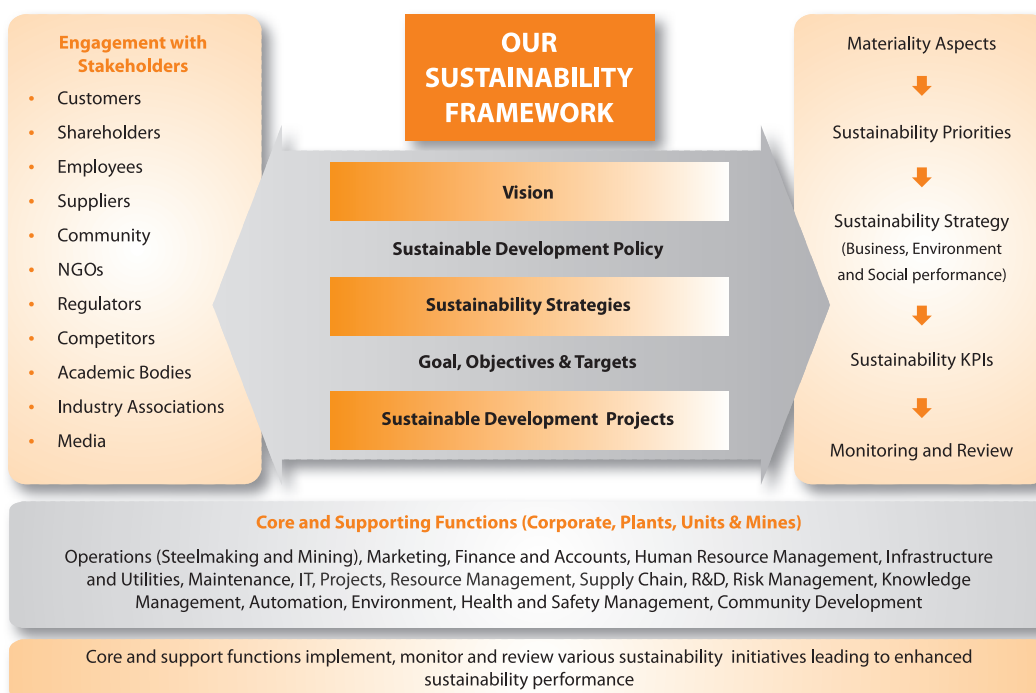 Engagement with
Stakeholders
• Customers
• Shareholders
• Employees
• Suppliers
• Community
• NGOs
• Regulators
• Competitors
• Academic Bodies
• Industry Associations
• Media
OUR
SUSTAINABILITY
FRAMEWORK
Vision
Sustainable Development Policy
Sustainability Strategies
Goal, Objectives & Targets
Sustainable Development Projects
Materiality Aspects
Sustainability Priorities
Sustainability Strategy
(Business, Environment
and Social performance)
Sustainability KPIs
Monitoring and Review
Core and Supporting Functions (Corporate, Plants, Units & Mines)
Operations (Steelmaking and Mining), Marketing, Finance and Accounts, Human Resource Management, Infrastructure
and Utilities, Maintenance, IT, Projects, Resource Management, Supply Chain, R&D, Risk Management, Knowledge
Management, Automation, Environment, Health and Safety Management, Community Development
Core and support functions implement, monitor and review various sustainability initiatives leading to enhanced
sustainability performance